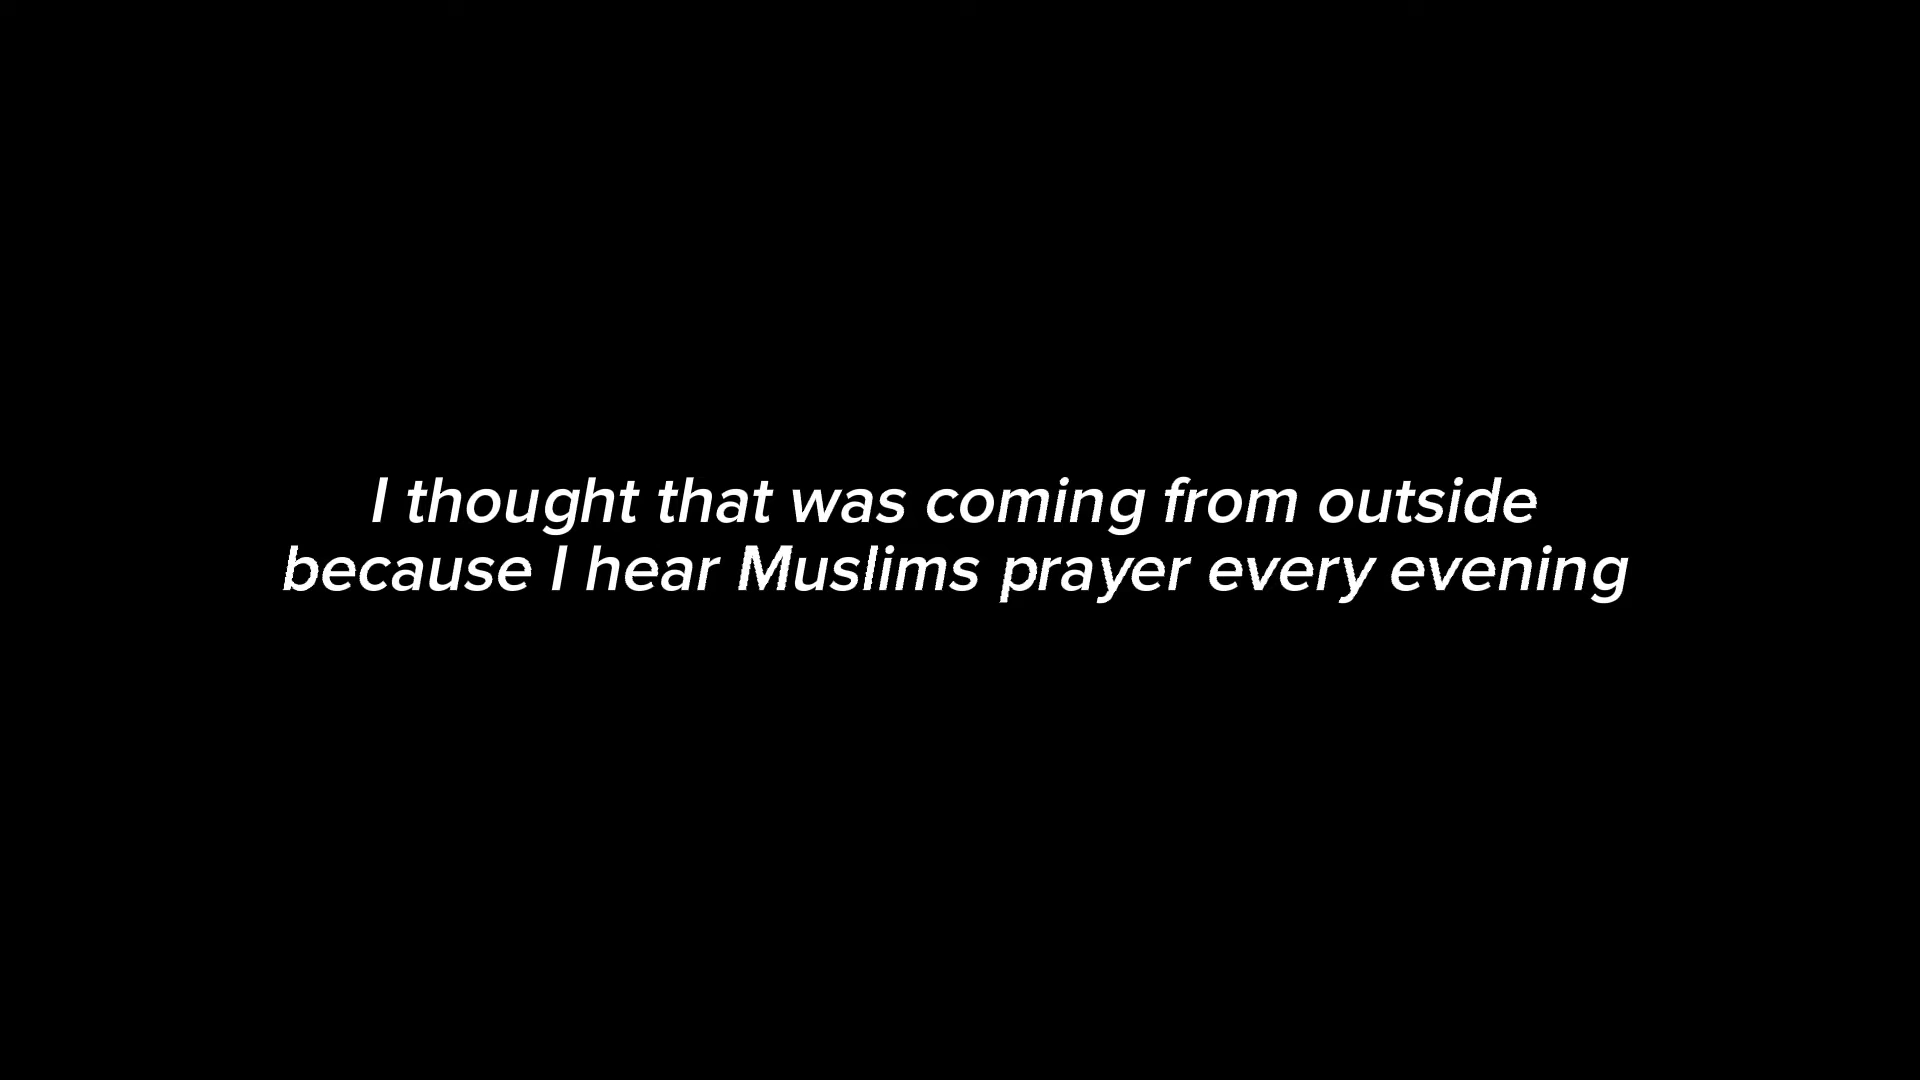 I thought that was coming from outside
because I hear Muslims prayer every evening